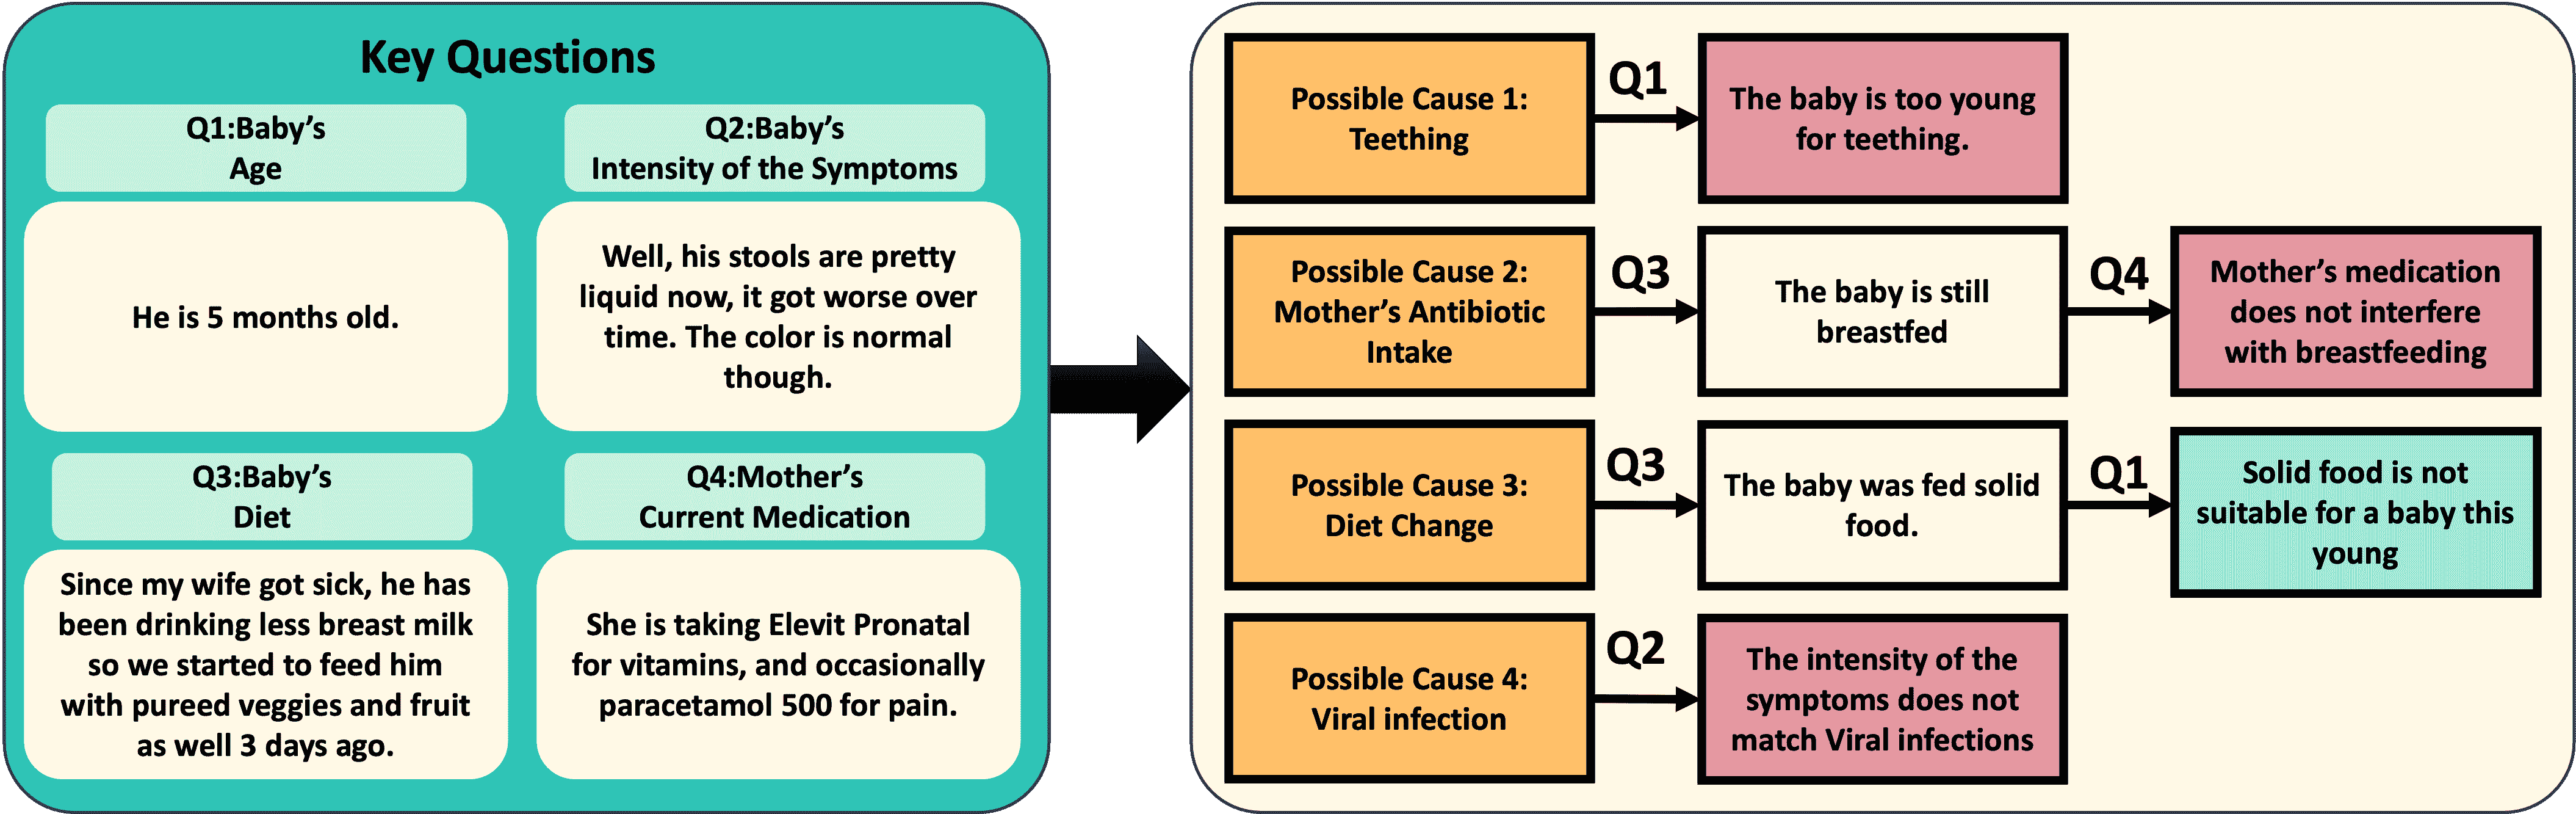 Key Questions
Q1:Baby's
Age
Q2:Baby's
Intensity of the Symptoms
He is 5 months old.
Well, his stools are pretty
liquid now, it got worse over
time. The color is normal
though.
Q3:Baby's
Diet
Q4:Mother's
Current Medication
Since my wife got sick, he has
been drinking less breast milk
so we started to feed him
with pureed veggies and fruit
as well 3 days ago.
She is taking Elevit Pronatal
for vitamins, and occasionally
paracetamol 500 for pain.
Possible Cause 1:
Teething
Q1
The baby is too young
for teething.
Possible Cause 2:
Mother's Antibiotic
Intake
Q3
The baby is still
breastfed
Q4
Mother's medication
does not interfere
with breastfeeding
Possible Cause 3:
Diet Change
Q3
The baby was fed solid
food.
Q1
Solid food is not
suitable for a baby this
young
Possible Cause 4:
Viral infection
Q2
The intensity of the
symptoms does not
match Viral infections